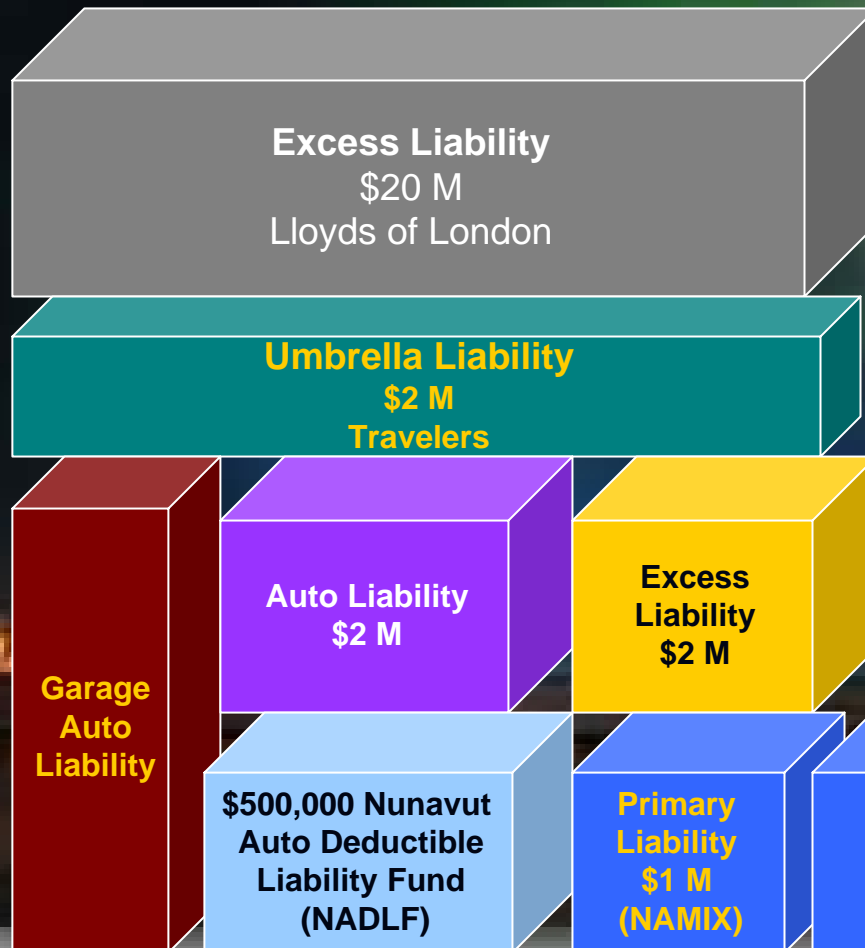 Excess Liability
$20 M
Lloyds of London
Umbrella Liability
$2 M
Travelers
Auto Liability
$2 M
Excess
Liability
$2 M
Garage
Auto
Liability
$500,000 Nunavut
Auto Deductible
Liability Fund
(NADLF)
Primary
Liability
$1 M
(NAMIX)